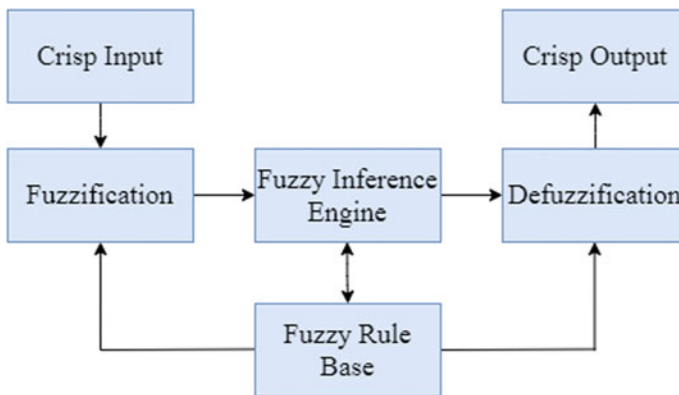 Crisp Input
Crisp Output
Fuzzification
Fuzzy Inference
Engine
Defuzzification
Fuzzy Rule
Base